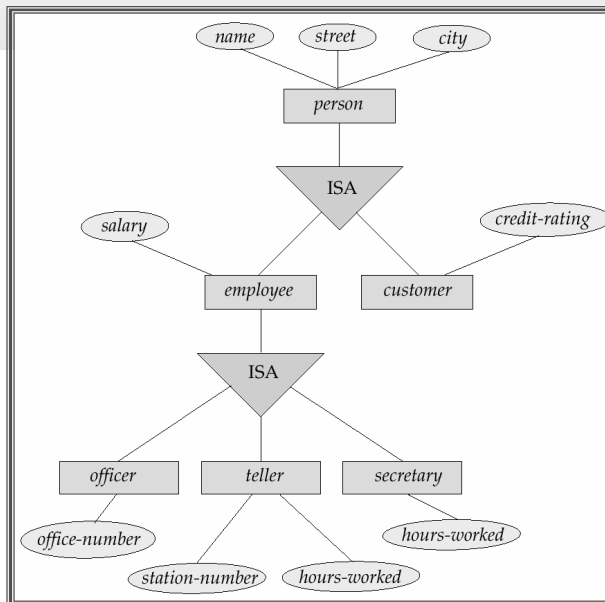 name
street
city
person
ISA
salary
credit-rating
employee
customer
ISA
officer
teller
secretary
office-number
hours-worked
station-number
hours-worked